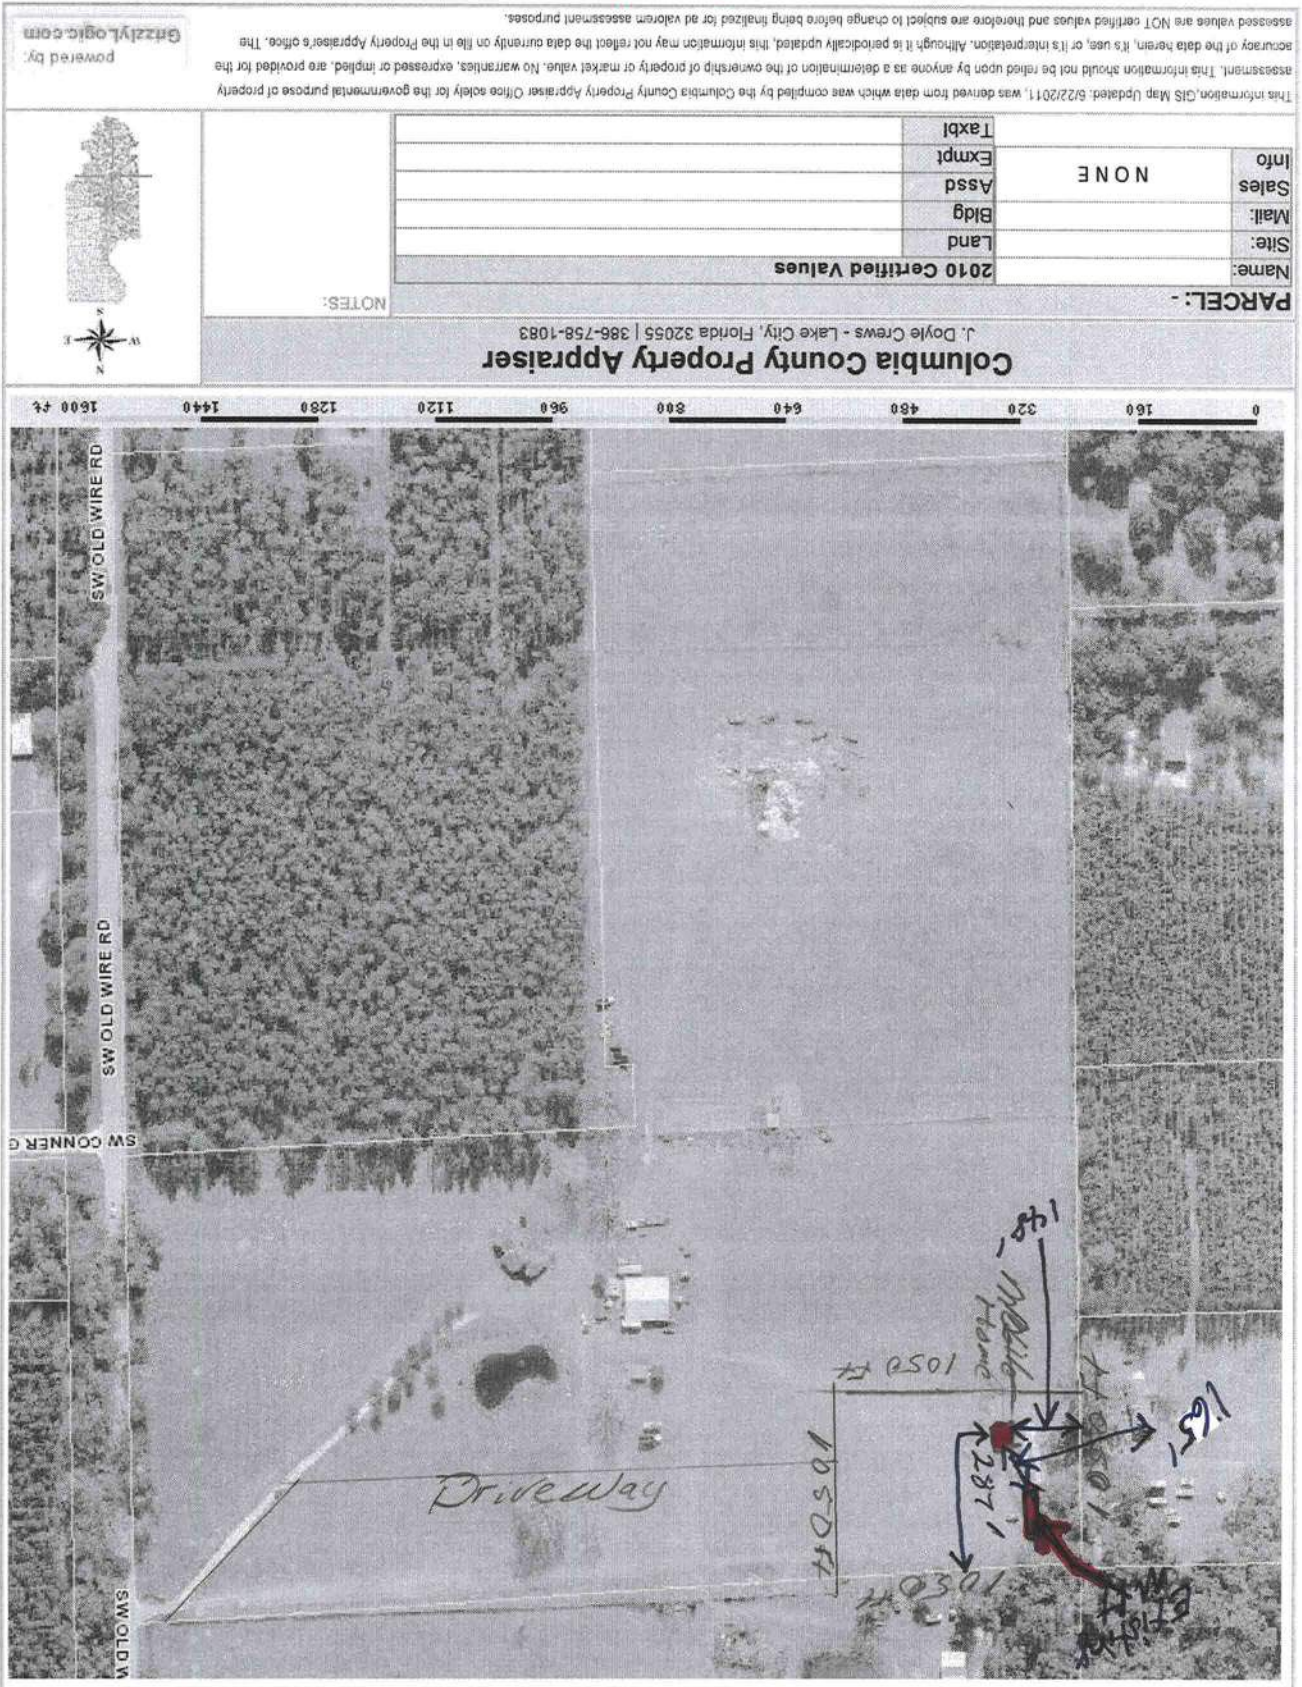 Existing
Well
1050 ft
SW OLD W
1050 ft
287'
Driveway
1050 ft
165'
1050 ft
Mobile
Home
148'
SW CONNER G
SW OLD WIRE RD
SW OLD WIRE RD
0 160 320 480 640 800 960 1120 1280 1440 1600 ft
Columbia County Property Appraiser
J. Doyle Crews - Lake City, Florida 32055 | 386-758-1083
PARCEL: -
Name:
Site:
Mail:
Sales
Info
NONE
2010 Certified Values
Land
Bldg
Assd
Exmpt
Taxbl
NOTES:
N
W E
S
This information,GIS Map Updated: 6/22/2011, was derived from data which was compiled by the Columbia County Property Appraiser Office solely for the governmental purpose of property
assessment. This information should not be relied upon by anyone as a determination of the ownership of property or market value. No warranties, expressed or implied, are provided for the
accuracy of the data herein, it's use, or it's interpretation. Although it is periodically updated, this information may not reflect the data currently on file in the Property Appraiser's office. The
assessed values are NOT certified values and therefore are subject to change before being finalized for ad valorem assessment purposes.
powered by:
GrizzlyLogic.com